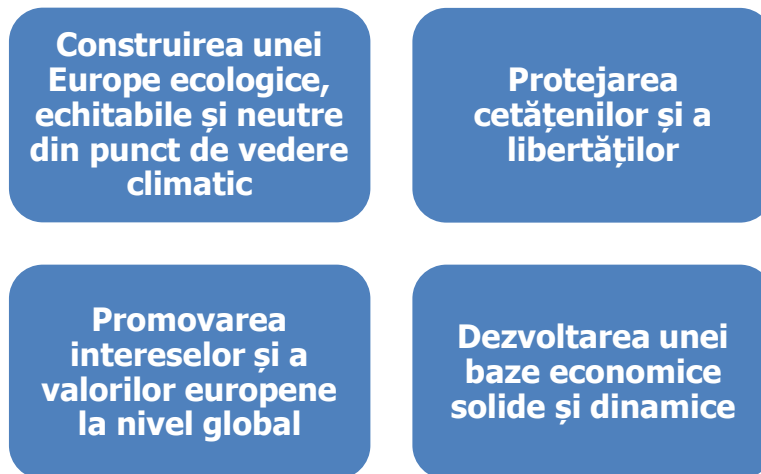 Construirea unei
Europe ecologice,
echitabile și neutre
din punct de vedere
climatic
Protejarea
cetățenilor și a
libertăților
Promovarea
intereselor și a
valorilor europene
la nivel global
Dezvoltarea unei
baze economice
solide și dinamice